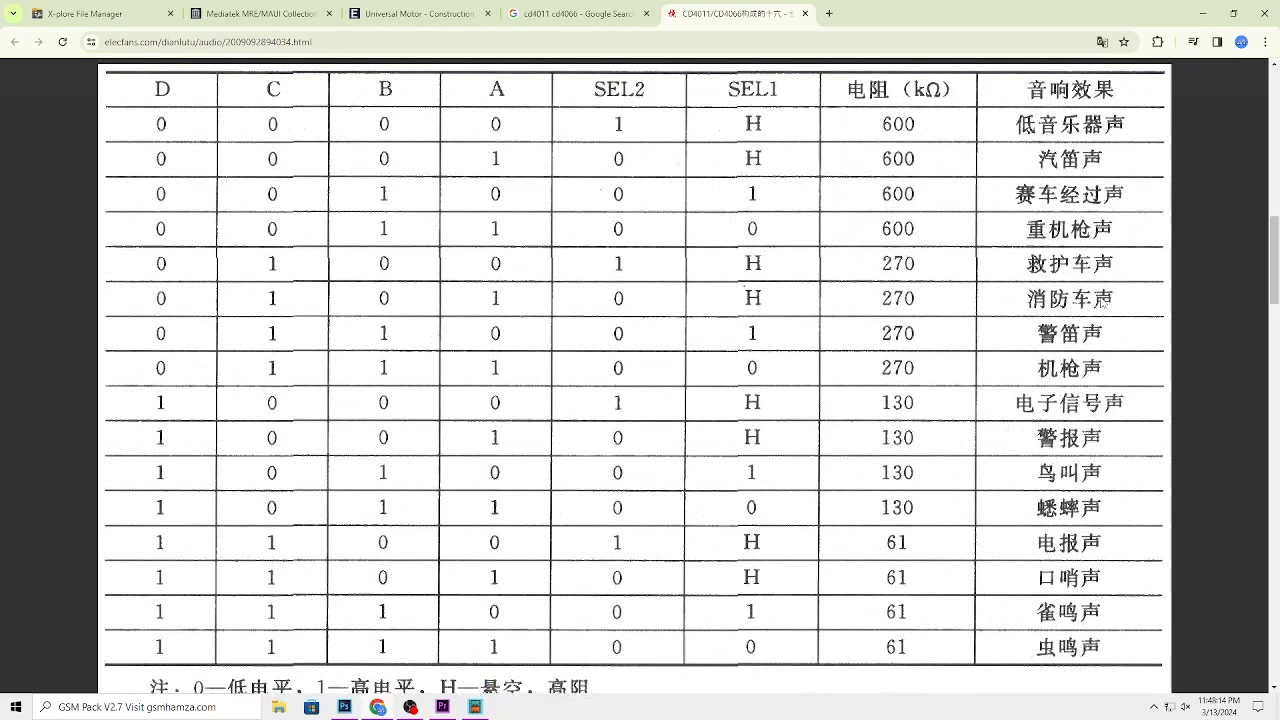 X-plore File Manager
Mediatek MRE/MAUI Collection
Universal Motor - Construction
cd4011 cd4066 - Google Search
CD4011/CD4066构成的十六 -
elecfans.com/dianlutu/audio/2009092894034.html
D C B A SEL2 SEL1 电阻（kΩ） 音响效果
0 0 0 0 1 H 600 低音乐器声
0 0 0 1 0 H 600 汽笛声
0 0 1 0 0 1 600 赛车经过声
0 0 1 1 0 0 600 重机枪声
0 1 0 0 1 H 270 救护车声
0 1 0 1 0 H 270 消防车声
0 1 1 0 0 1 270 警笛声
0 1 1 1 0 0 270 机枪声
1 0 0 0 1 H 130 电子信号声
1 0 0 1 0 H 130 警报声
1 0 1 0 0 1 130 鸟叫声
1 0 1 1 0 0 130 蟋蟀声
1 1 0 0 1 H 61 电报声
1 1 0 1 0 H 61 口哨声
1 1 1 0 0 1 61 雀鸣声
1 1 1 1 0 0 61 虫鸣声
注：0—低电平，1—高电平，H—悬空，高阻
GSM Pack V2.7 Visit gsmhamza.com
11:48:14 PM
3/13/2024